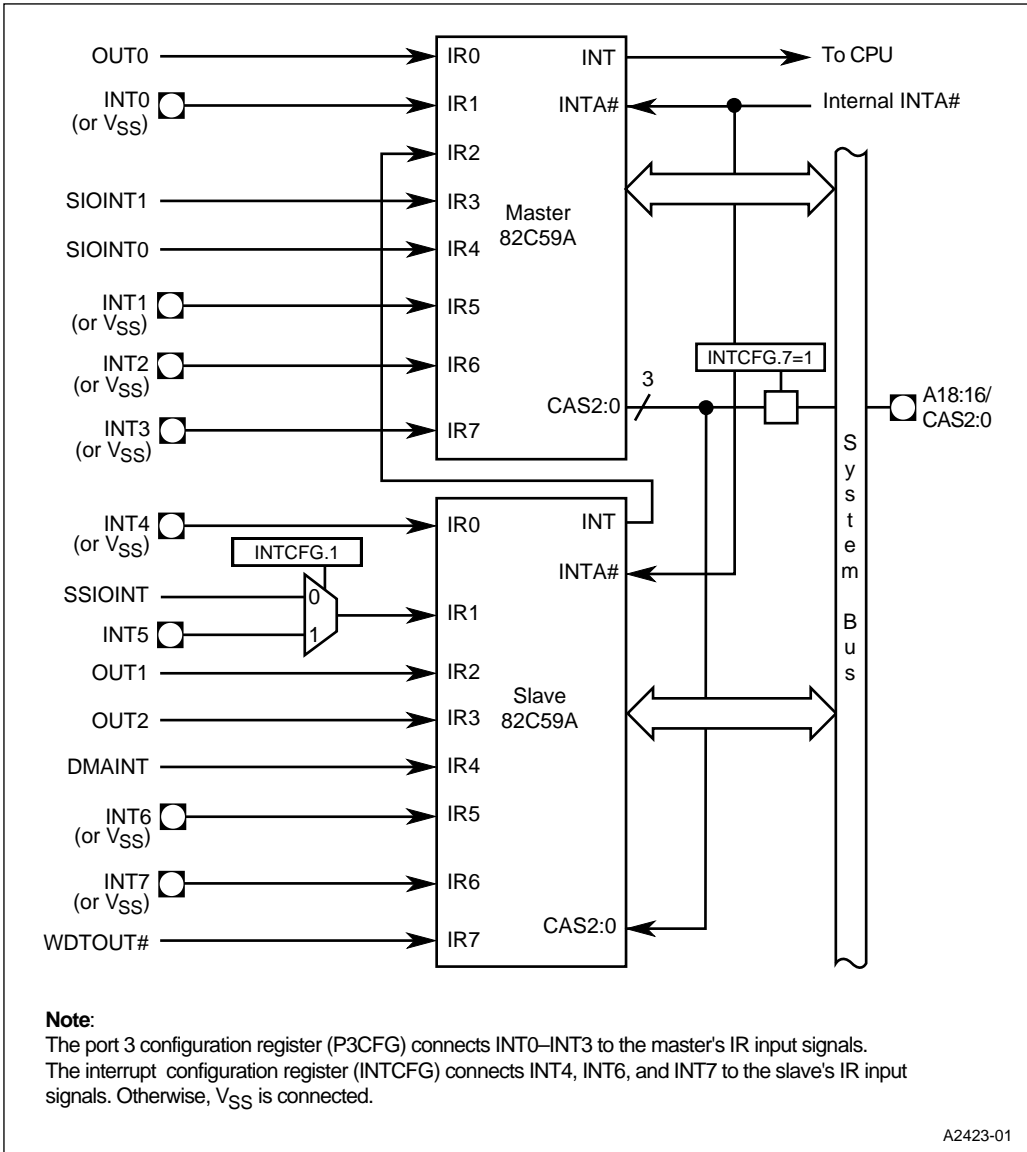 OUT0
IR0
INT
To CPU
INT0
(or VSS)
IR1
INTA#
Internal INTA#
IR2
SIOINT1
IR3
Master
82C59A
SIOINT0
IR4
INT1
(or VSS)
IR5
INT2
(or VSS)
IR6
INTCFG.7=1
3
CAS2:0
A18:16/
CAS2:0
INT3
(or VSS)
IR7
System Bus
INT4
(or VSS)
IR0
INT
INTCFG.1
INTA#
SSIOINT
0
IR1
INT5
1
OUT1
IR2
Slave
82C59A
OUT2
IR3
DMAINT
IR4
INT6
(or VSS)
IR5
INT7
(or VSS)
IR6
CAS2:0
WDTOUT#
IR7
Note:
The port 3 configuration register (P3CFG) connects INT0–INT3 to the master's IR input signals.
The interrupt configuration register (INTCFG) connects INT4, INT6, and INT7 to the slave's IR input
signals. Otherwise, VSS is connected.
A2423-01